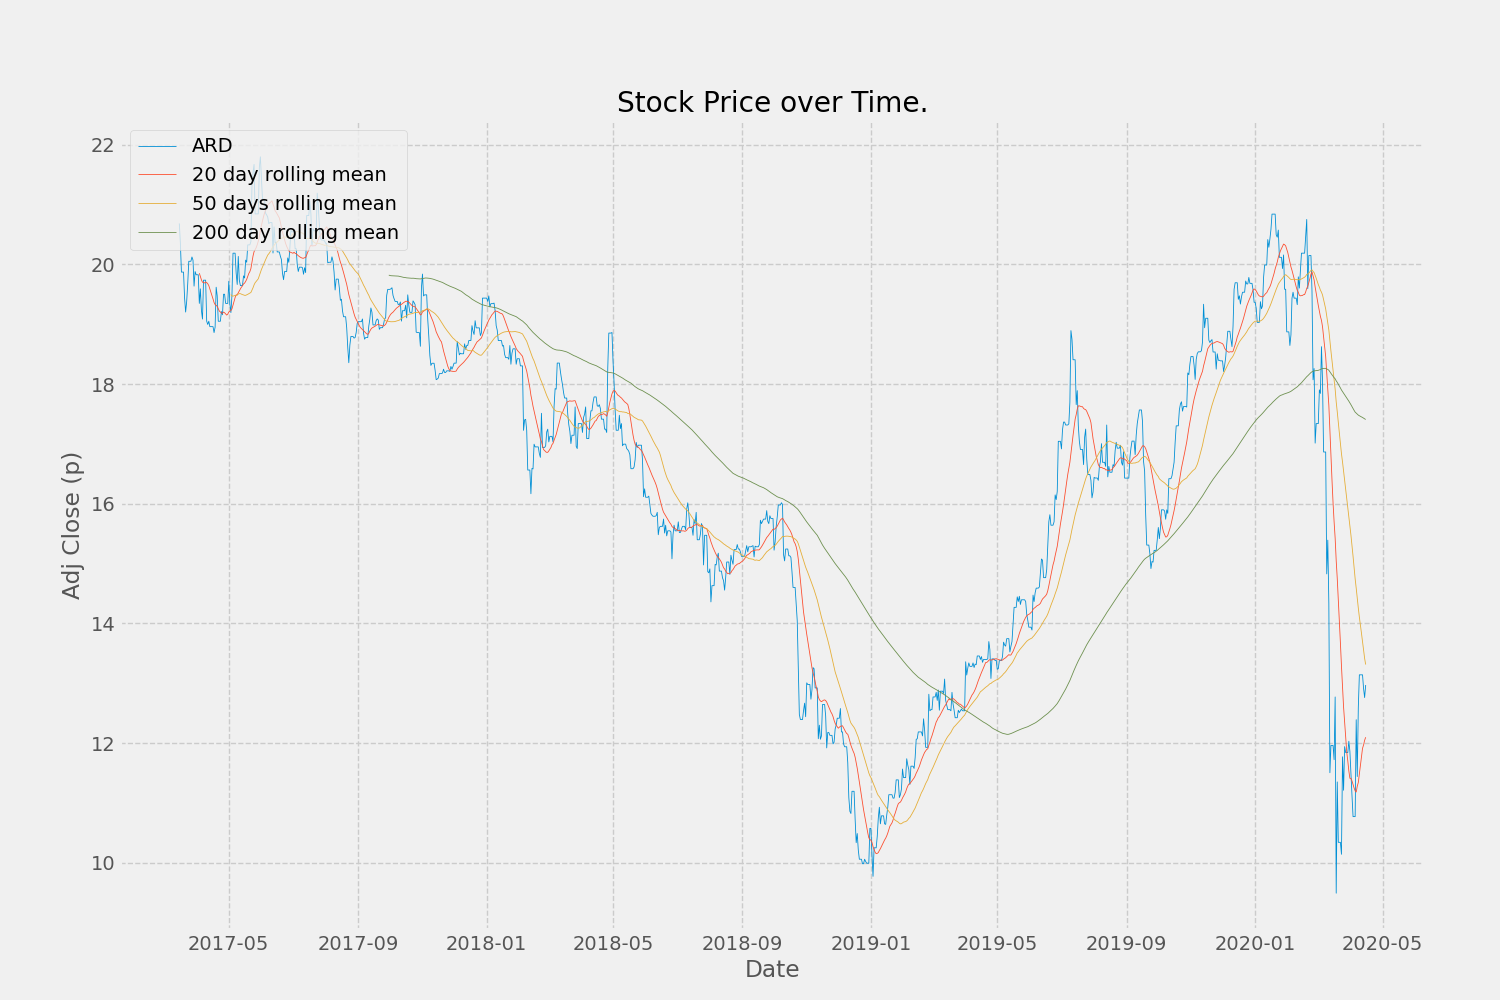 Stock Price over Time.
ARD
20 day rolling mean
50 days rolling mean
200 day rolling mean
Adj Close (p)
22
20
18
16
14
12
10
2017-05 2017-09 2018-01 2018-05 2018-09 2019-01 2019-05 2019-09 2020-01 2020-05
Date